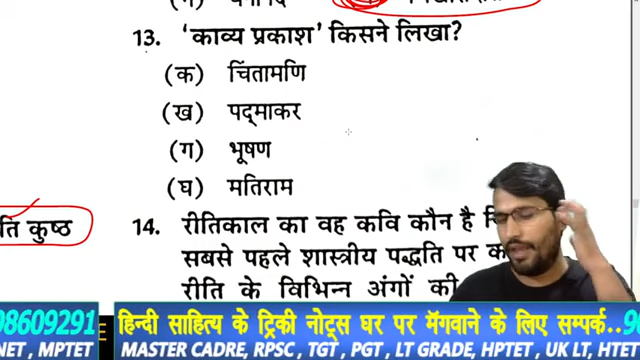 13. ‘काव्य प्रकाश’ किसने लिखा?
(क) चिंतामणि
(ख) पद्माकर
(ग) भूषण
(घ) मतिराम
ति कुष्ठ
14. रीतिकाल का वह कवि कौन है
सबसे पहले शास्त्रीय पद्धति पर
रीति के विभिन्न अंगों की
98609291 हिन्दी साहित्य के ट्रिकी नोट्स घर पर मॅगवाने के लिए सम्पर्क..
NET, MPTET MASTER CADRE, RPSC, TGT, PGT, LT GRADE, HPTET, UK LT, HTET